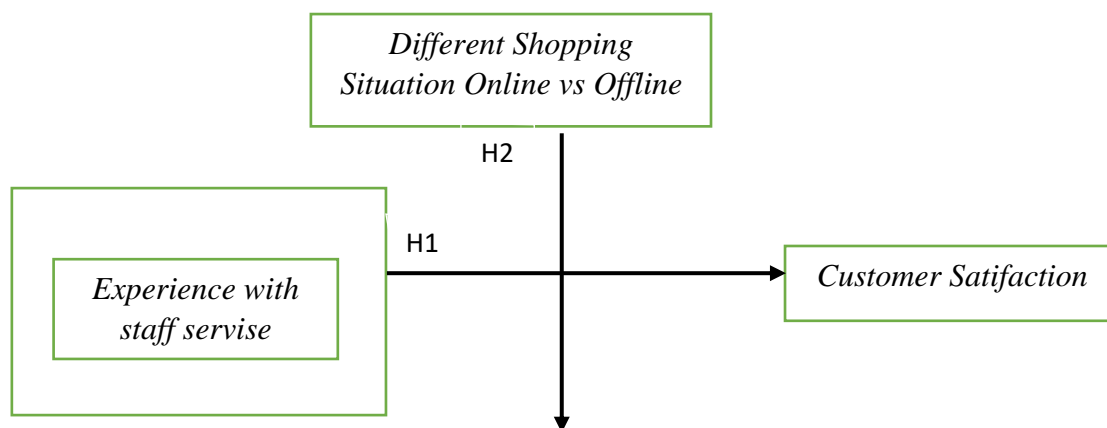 Different Shopping
Situation Online vs Offline
H2
H1
Experience with
staff servise
Customer Satifaction